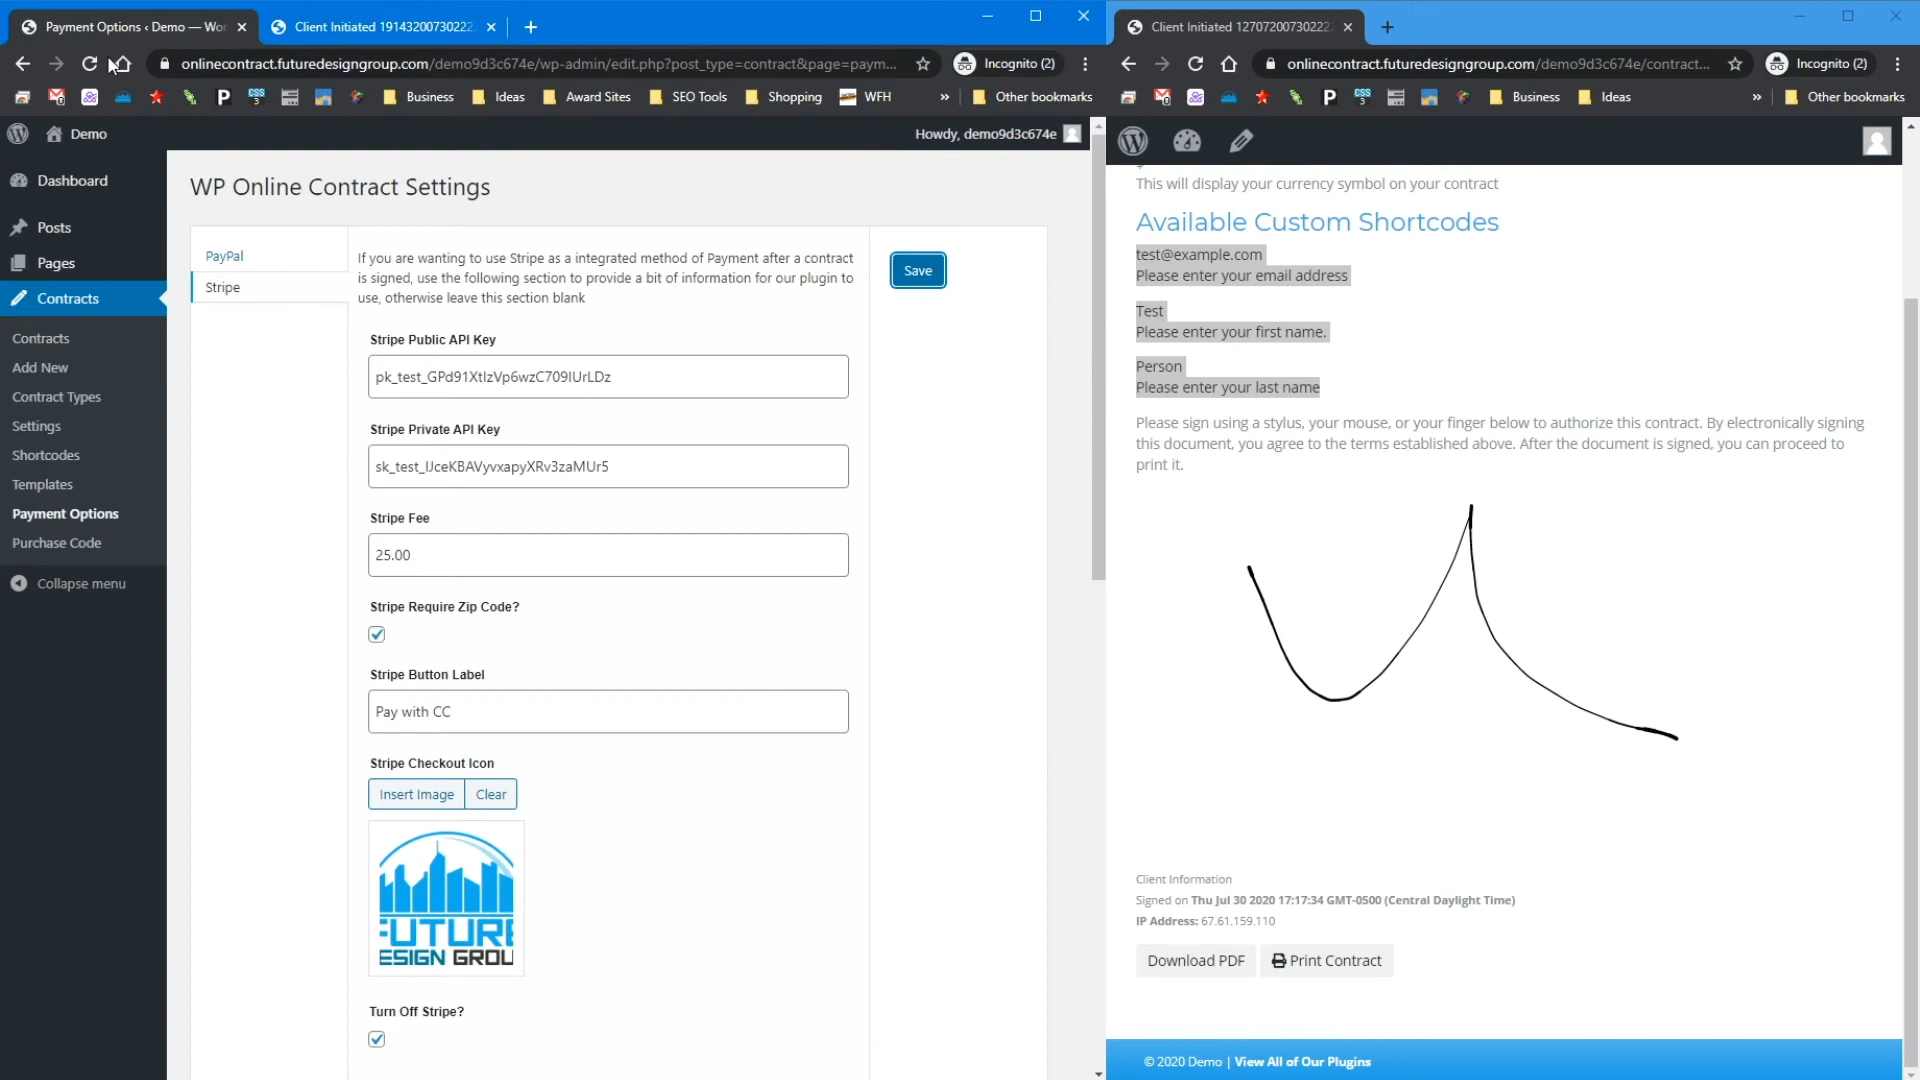 Payment Options ‹ Demo — Wor
Client Initiated 19143200730222
onlinecontract.futuredesigngroup.com/demo9d3c674e/wp-admin/edit.php?post_type=contract&page=paym...
Incognito (2)
Business
Ideas
Award Sites
SEO Tools
Shopping
WFH
»
Other bookmarks
Demo
Howdy, demo9d3c674e
Dashboard
Posts
Pages
Contracts
Contracts
Add New
Contract Types
Settings
Shortcodes
Templates
Payment Options
Purchase Code
Collapse menu
WP Online Contract Settings
PayPal
Stripe
If you are wanting to use Stripe as a integrated method of Payment after a contract
is signed, use the following section to provide a bit of information for our plugin to
use, otherwise leave this section blank
Save
Stripe Public API Key
pk_test_GPd91XtIzVp6wzC709IUrLDz
Stripe Private API Key
sk_test_IJceKBAVyvxapyXRv3zaMUr5
Stripe Fee
25.00
Stripe Require Zip Code?
Stripe Button Label
Pay with CC
Stripe Checkout Icon
Insert Image
Clear
FUTURE
ESIGN GROU
Turn Off Stripe?
Client Initiated 12707200730222
onlinecontract.futuredesigngroup.com/demo9d3c674e/contract...
Incognito (2)
Business
Ideas
»
Other bookmarks
This will display your currency symbol on your contract
Available Custom Shortcodes
test@example.com
Please enter your email address
Test
Please enter your first name.
Person
Please enter your last name
Please sign using a stylus, your mouse, or your finger below to authorize this contract. By electronically signing
this document, you agree to the terms established above. After the document is signed, you can proceed to
print it.
Client Information
Signed on Thu Jul 30 2020 17:17:34 GMT-0500 (Central Daylight Time)
IP Address: 67.61.159.110
Download PDF
Print Contract
© 2020 Demo | View All of Our Plugins